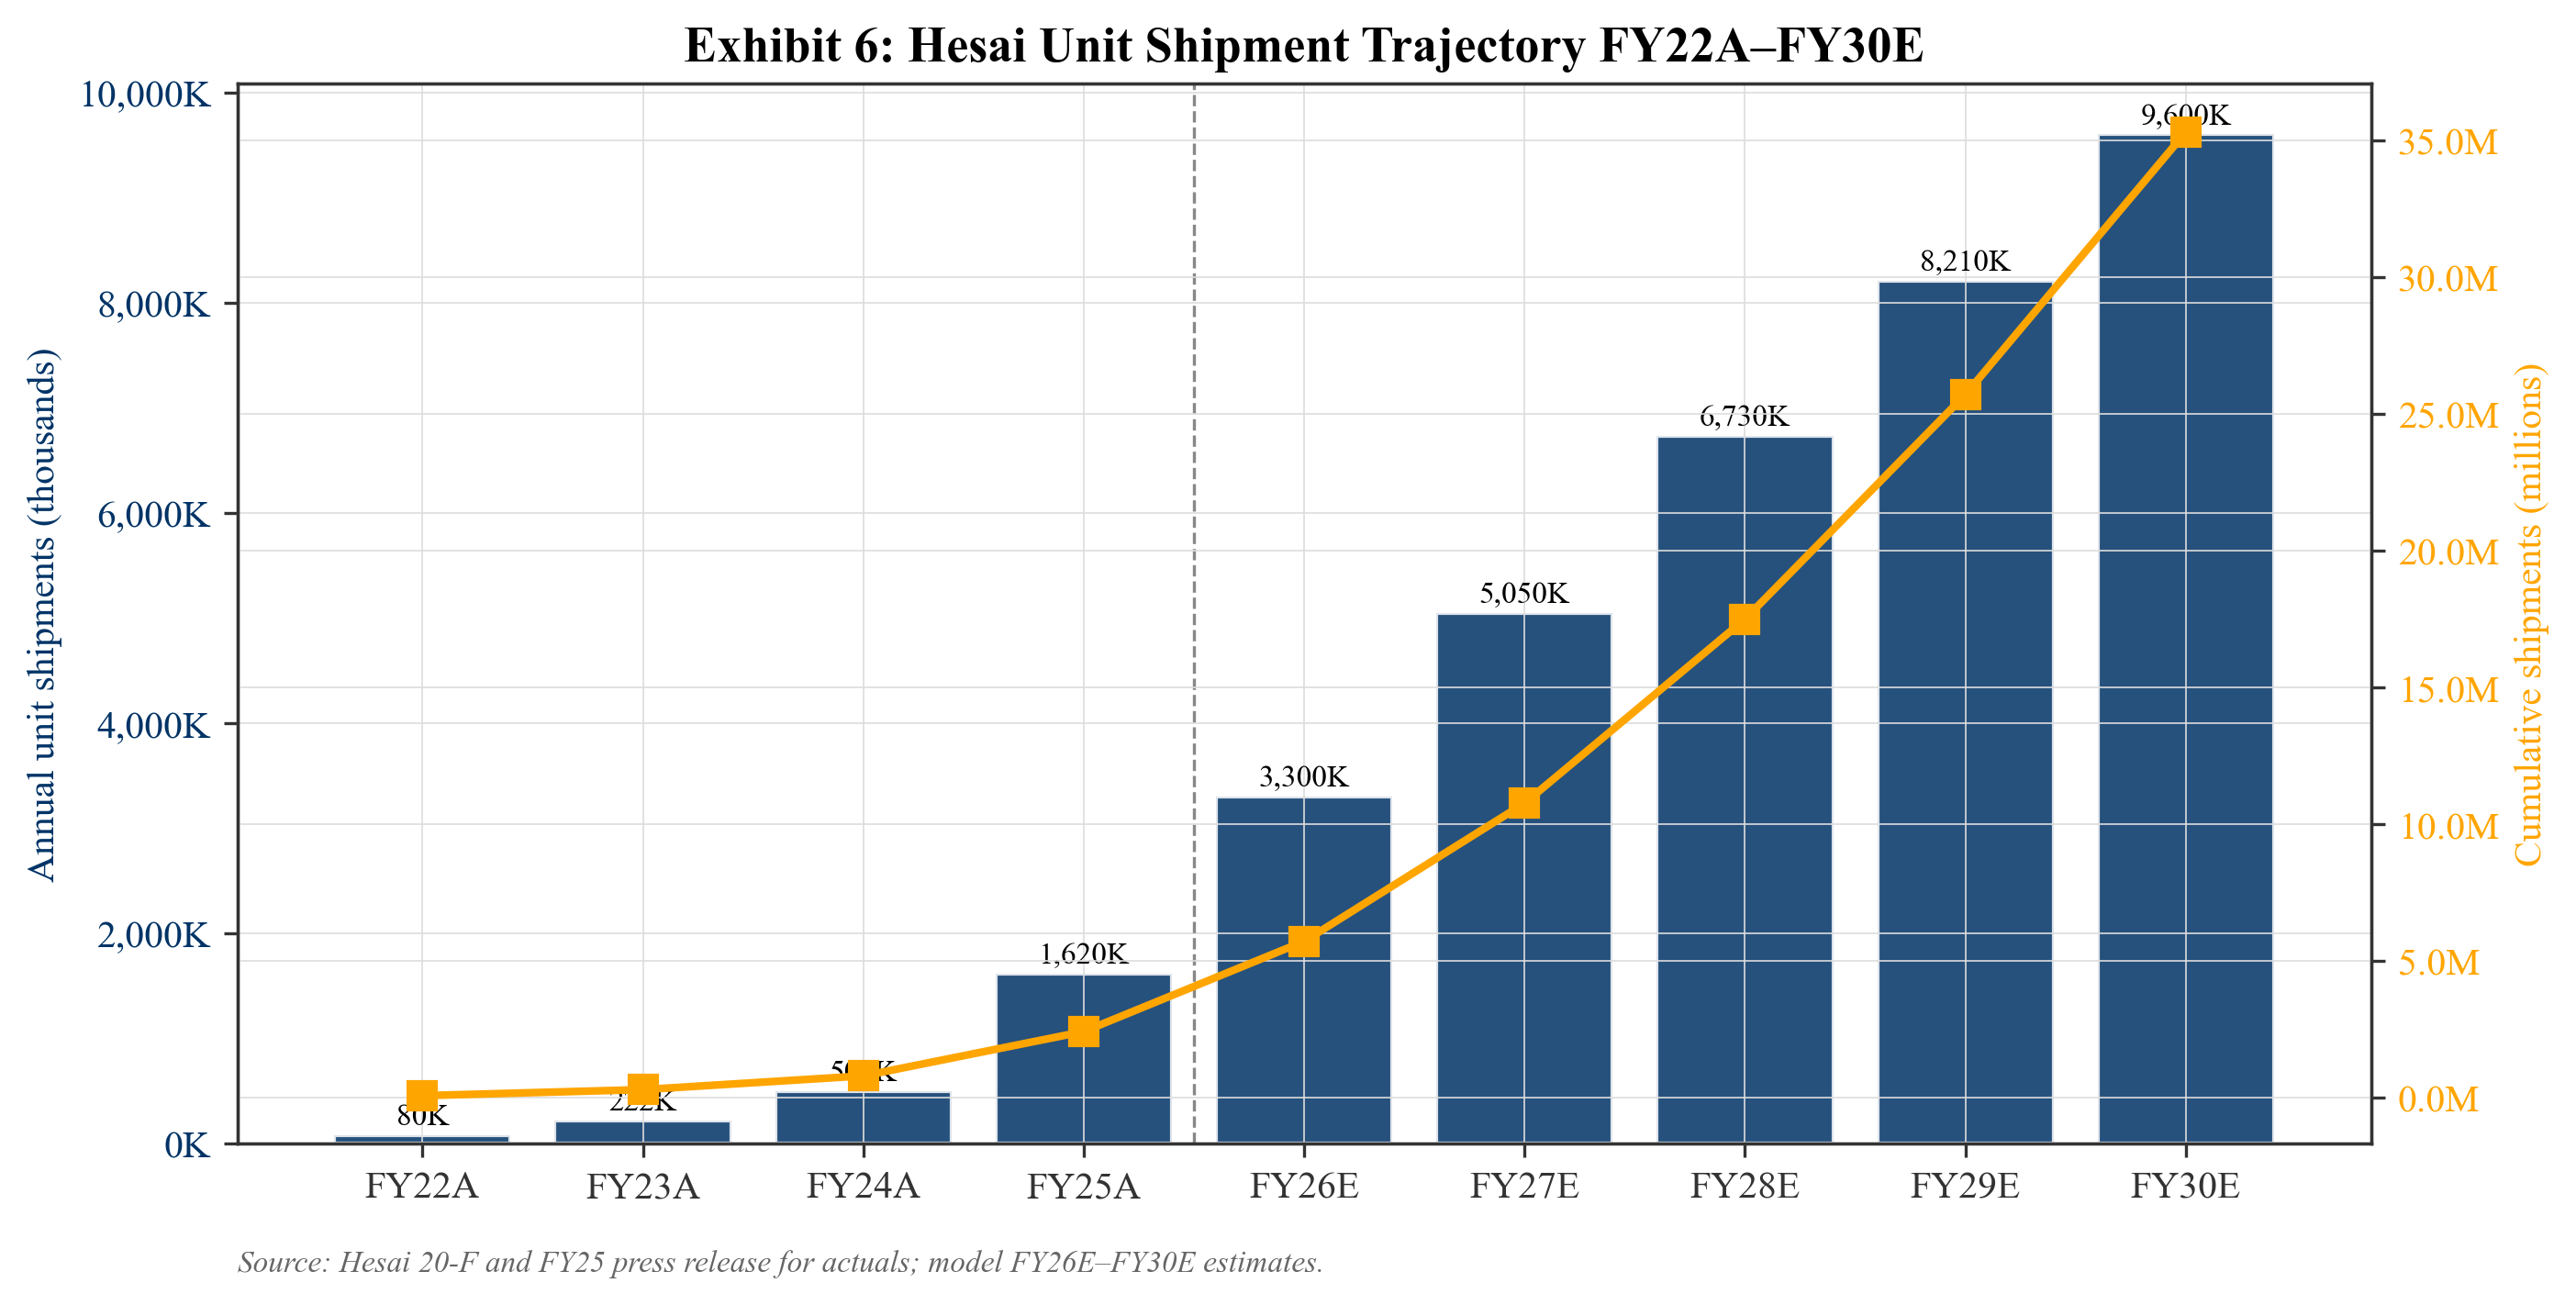 Exhibit 6: Hesai Unit Shipment Trajectory FY22A–FY30E
Annual unit shipments (thousands)
10,000K
8,000K
6,000K
4,000K
2,000K
0K
80K
222K
1,620K
3,300K
5,050K
6,730K
8,210K
9,600K
35.0M
30.0M
25.0M
20.0M
15.0M
10.0M
5.0M
0.0M
Cumulative shipments (millions)
FY22A FY23A FY24A FY25A FY26E FY27E FY28E FY29E FY30E
Source: Hesai 20-F and FY25 press release for actuals; model FY26E–FY30E estimates.